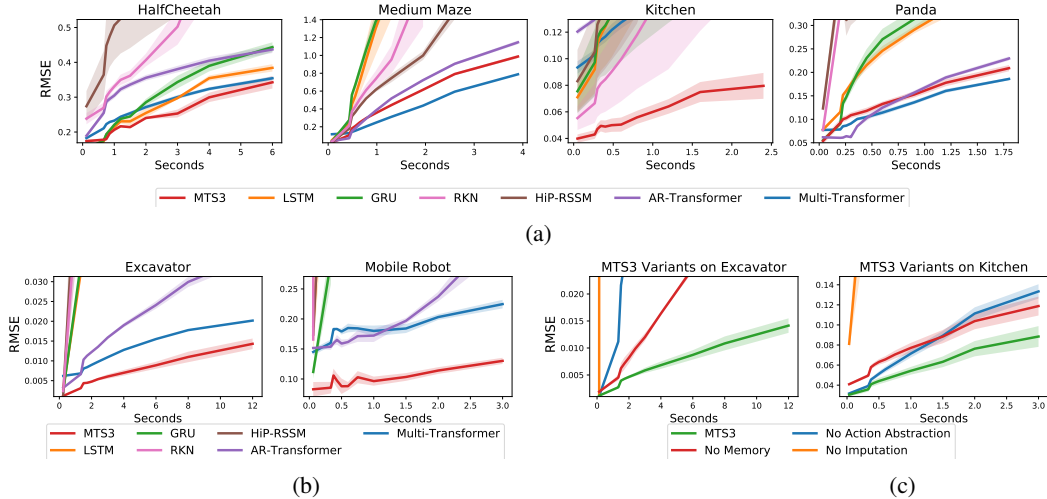 HalfCheetah Medium Maze Kitchen Panda
RMSE
0.5 0.4 0.3 0.2
0 1 2 3 4 5 6
Seconds
1.4 1.2 1.0 0.8 0.6 0.4 0.2
0 1 2 3 4
Seconds
0.12 0.10 0.08 0.06 0.04
0.0 0.5 1.0 1.5 2.0 2.5
Seconds
0.30 0.25 0.20 0.15 0.10 0.05
0.00 0.25 0.50 0.75 1.00 1.25 1.50 1.75
Seconds
MTS3 LSTM GRU RKN HiP-RSSM AR-Transformer Multi-Transformer
(a)
Excavator Mobile Robot
RMSE
0.030 0.025 0.020 0.015 0.010 0.005
0 2 4 6 8 10 12
Seconds
0.25 0.20 0.15 0.10
0.0 0.5 1.0 1.5 2.0 2.5 3.0
Seconds
MTS3 GRU HiP-RSSM Multi-Transformer
LSTM RKN AR-Transformer
(b)
MTS3 Variants on Excavator MTS3 Variants on Kitchen
RMSE
0.020 0.015 0.010 0.005
0 2 4 6 8 10 12
Seconds
0.14 0.12 0.10 0.08 0.06 0.04
0.0 0.5 1.0 1.5 2.0 2.5 3.0
Seconds
MTS3 No Action Abstraction
No Memory No Imputation
(c)